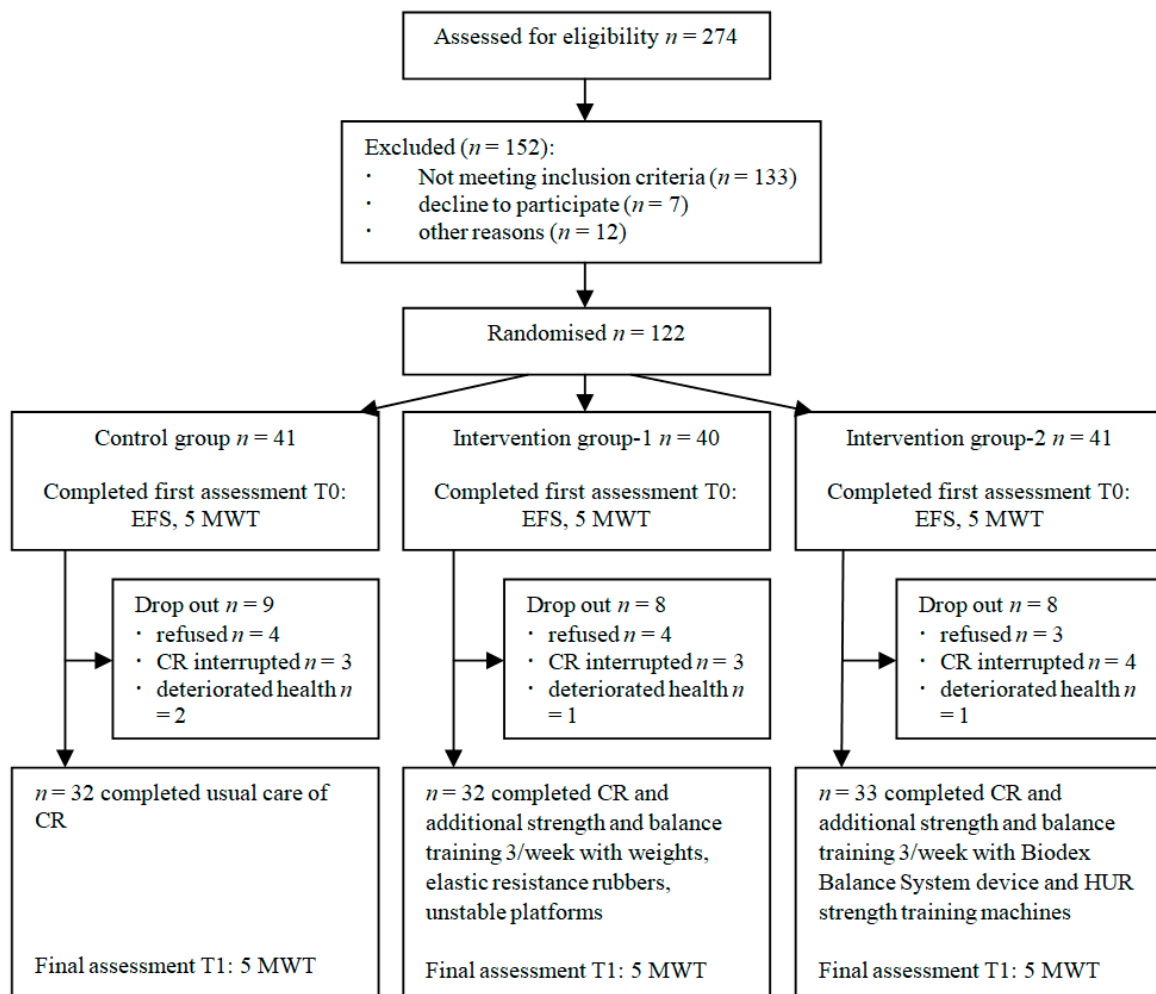 Assessed for eligibility n = 274
Excluded (n = 152):
· Not meeting inclusion criteria (n = 133)
· decline to participate (n = 7)
· other reasons (n = 12)
Randomised n = 122
Control group n = 41
Completed first assessment T0:
EFS, 5 MWT
Intervention group-1 n = 40
Completed first assessment T0:
EFS, 5 MWT
Intervention group-2 n = 41
Completed first assessment T0:
EFS, 5 MWT
Drop out n = 9
· refused n = 4
· CR interrupted n = 3
· deteriorated health n
= 2
Drop out n = 8
· refused n = 4
· CR interrupted n = 3
· deteriorated health
n = 1
Drop out n = 8
· refused n = 3
· CR interrupted n = 4
· deteriorated health
n = 1
n = 32 completed usual care of
CR
Final assessment T1: 5 MWT
n = 32 completed CR and
additional strength and balance
training 3/week with weights,
elastic resistance rubbers,
unstable platforms
Final assessment T1: 5 MWT
n = 33 completed CR and
additional strength and balance
training 3/week with Biodex
Balance System device and HUR
strength training machines
Final assessment T1: 5 MWT